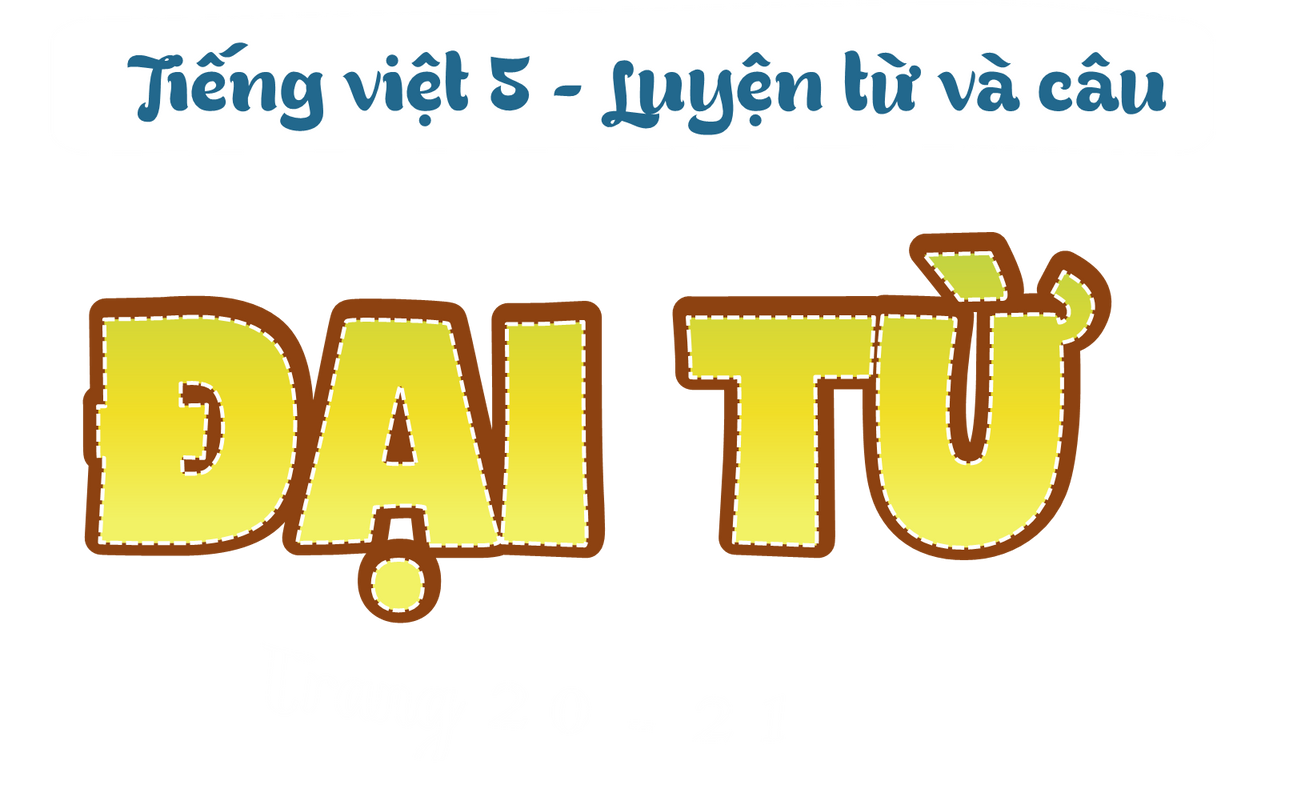 Tiếng việt 5 - Luyện từ và câu
ĐẠI TỪ